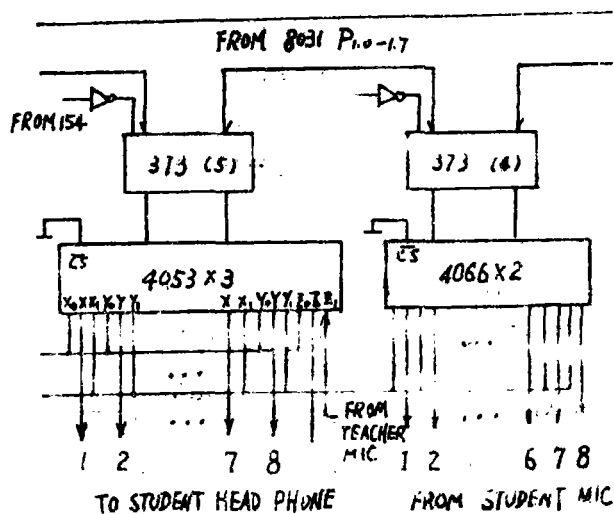 FROM 8031 P1.0-1.7
FROM 154
373 (5)
373 (4)
CS
CS
4053×3
4066×2
X0 X X1 Y0 Y Y1
X X1 Y0 Y Y1 Z0 Z Z1
...
...
...
...
FROM
TEACHER
MIC.
1 2 7 8
1 2 6 7 8
TO STUDENT HEAD PHONE
FROM STUDENT MIC